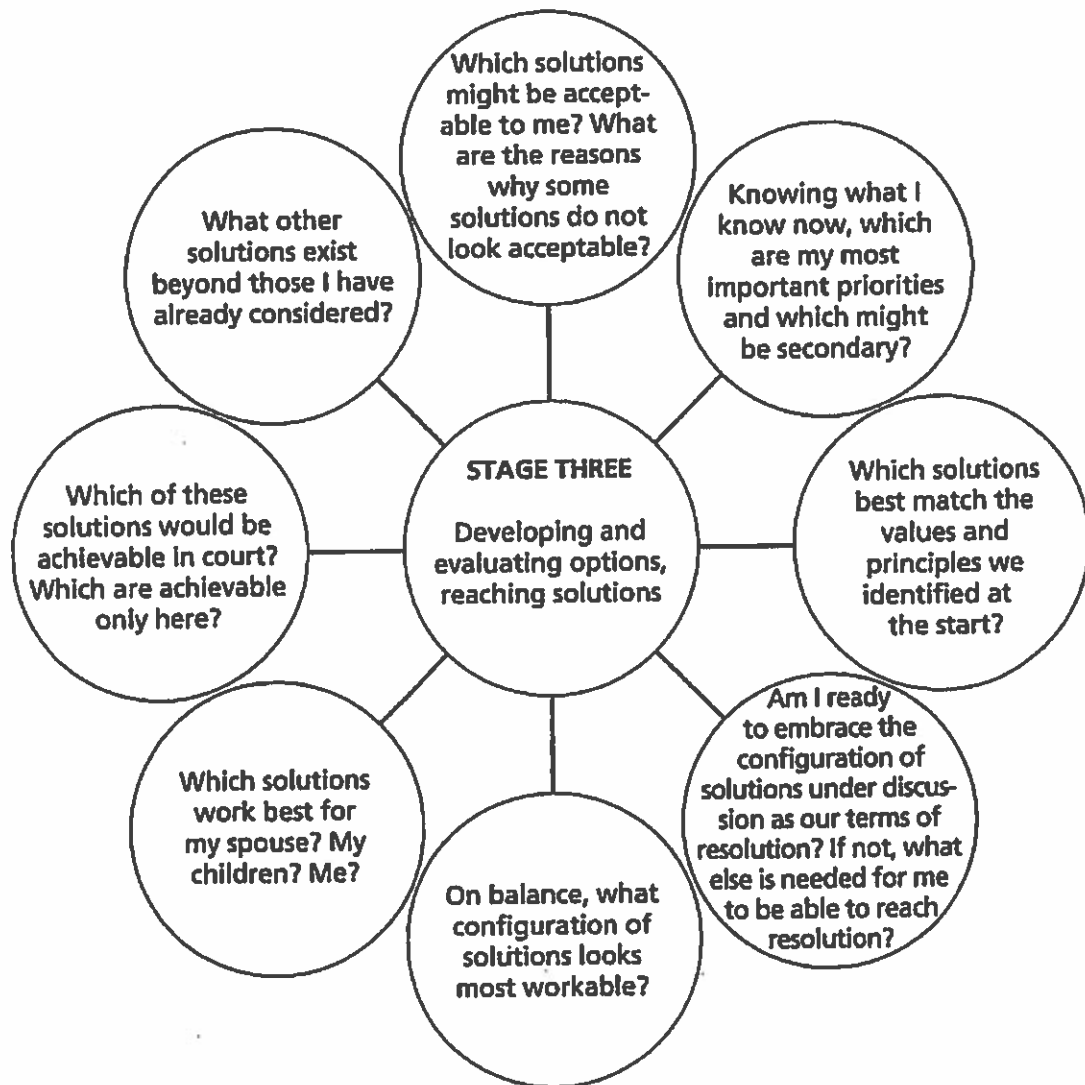 Which solutions
might be accept-
able to me? What
are the reasons
why some
solutions do not
look acceptable?
Knowing what I
know now, which
are my most
important priorities
and which might
be secondary?
Which solutions
best match the
values and
principles we
identified at
the start?
Am I ready
to embrace the
configuration of
solutions under discus-
sion as our terms of
resolution? If not, what
else is needed for me
to be able to reach
resolution?
On balance, what
configuration of
solutions looks
most workable?
Which solutions
work best for
my spouse? My
children? Me?
Which of these
solutions would be
achievable in court?
Which are achievable
only here?
What other
solutions exist
beyond those I have
already considered?
STAGE THREE
Developing and
evaluating options,
reaching solutions